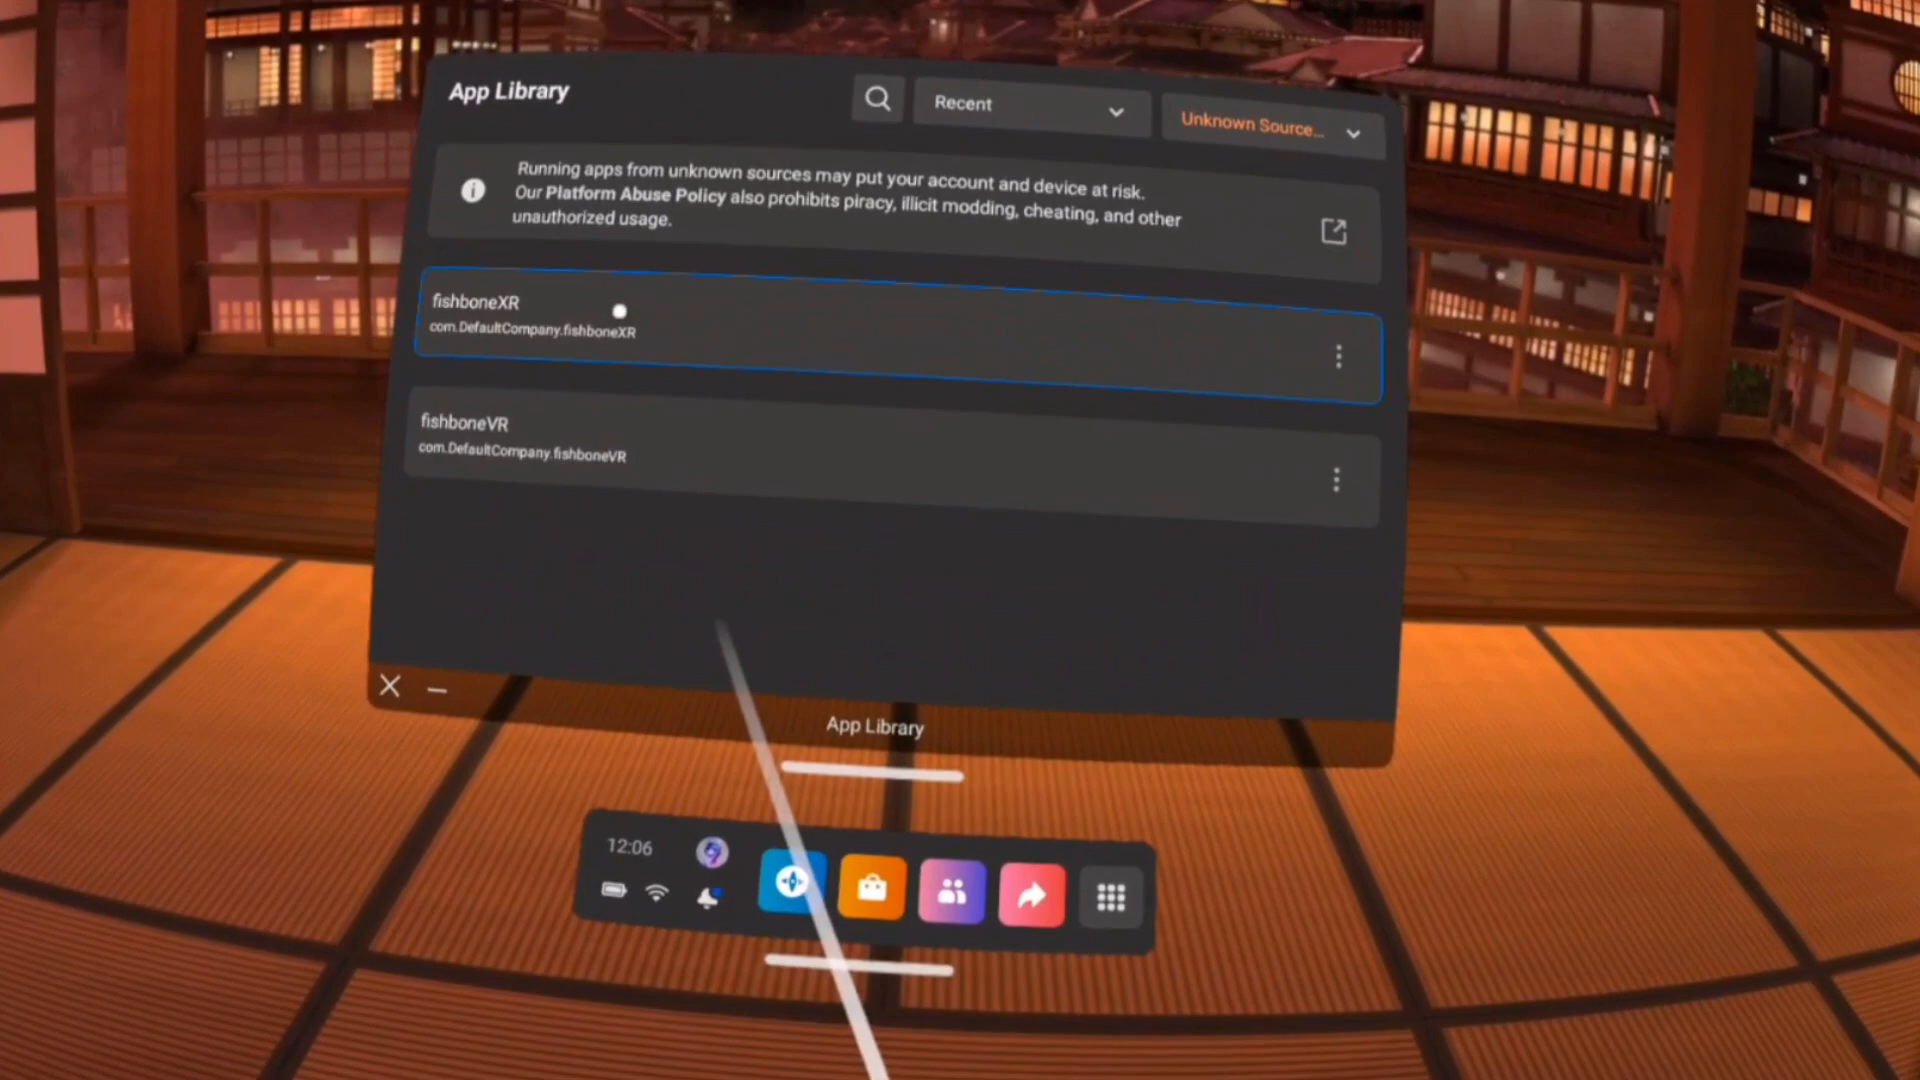 App Library
Recent
Unknown Source...
Running apps from unknown sources may put your account and device at risk.
Our Platform Abuse Policy also prohibits piracy, illicit modding, cheating, and other
unauthorized usage.
fishboneXR
com.DefaultCompany.fishboneXR
fishboneVR
com.DefaultCompany.fishboneVR
App Library
12:06